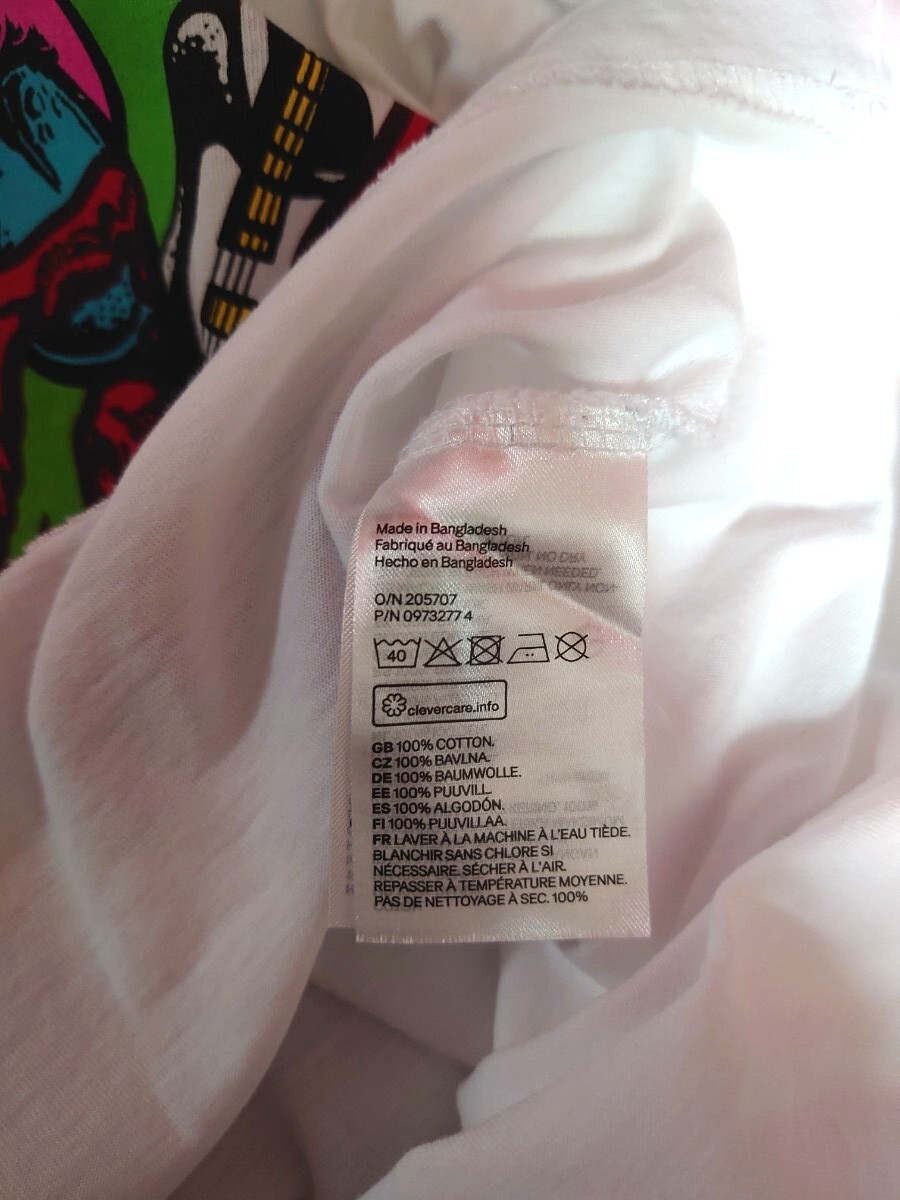 Made in Bangladesh
Fabriqué au Bangladesh
Hecho en Bangladesh
O/N 205707
P/N 0973277 4
40
clevercare.info
GB 100% COTTON.
CZ 100% BAVLNA.
DE 100% BAUMWOLLE.
EE 100% PUUVILL.
ES 100% ALGODÓN.
FI 100% PUUVILLAA.
FR LAVER À LA MACHINE À L'EAU TIÈDE.
BLANCHIR SANS CHLORE SI
NÉCESSAIRE. SÉCHER À L'AIR.
REPASSER À TEMPÉRATURE MOYENNE.
PAS DE NETTOYAGE À SEC. 100%